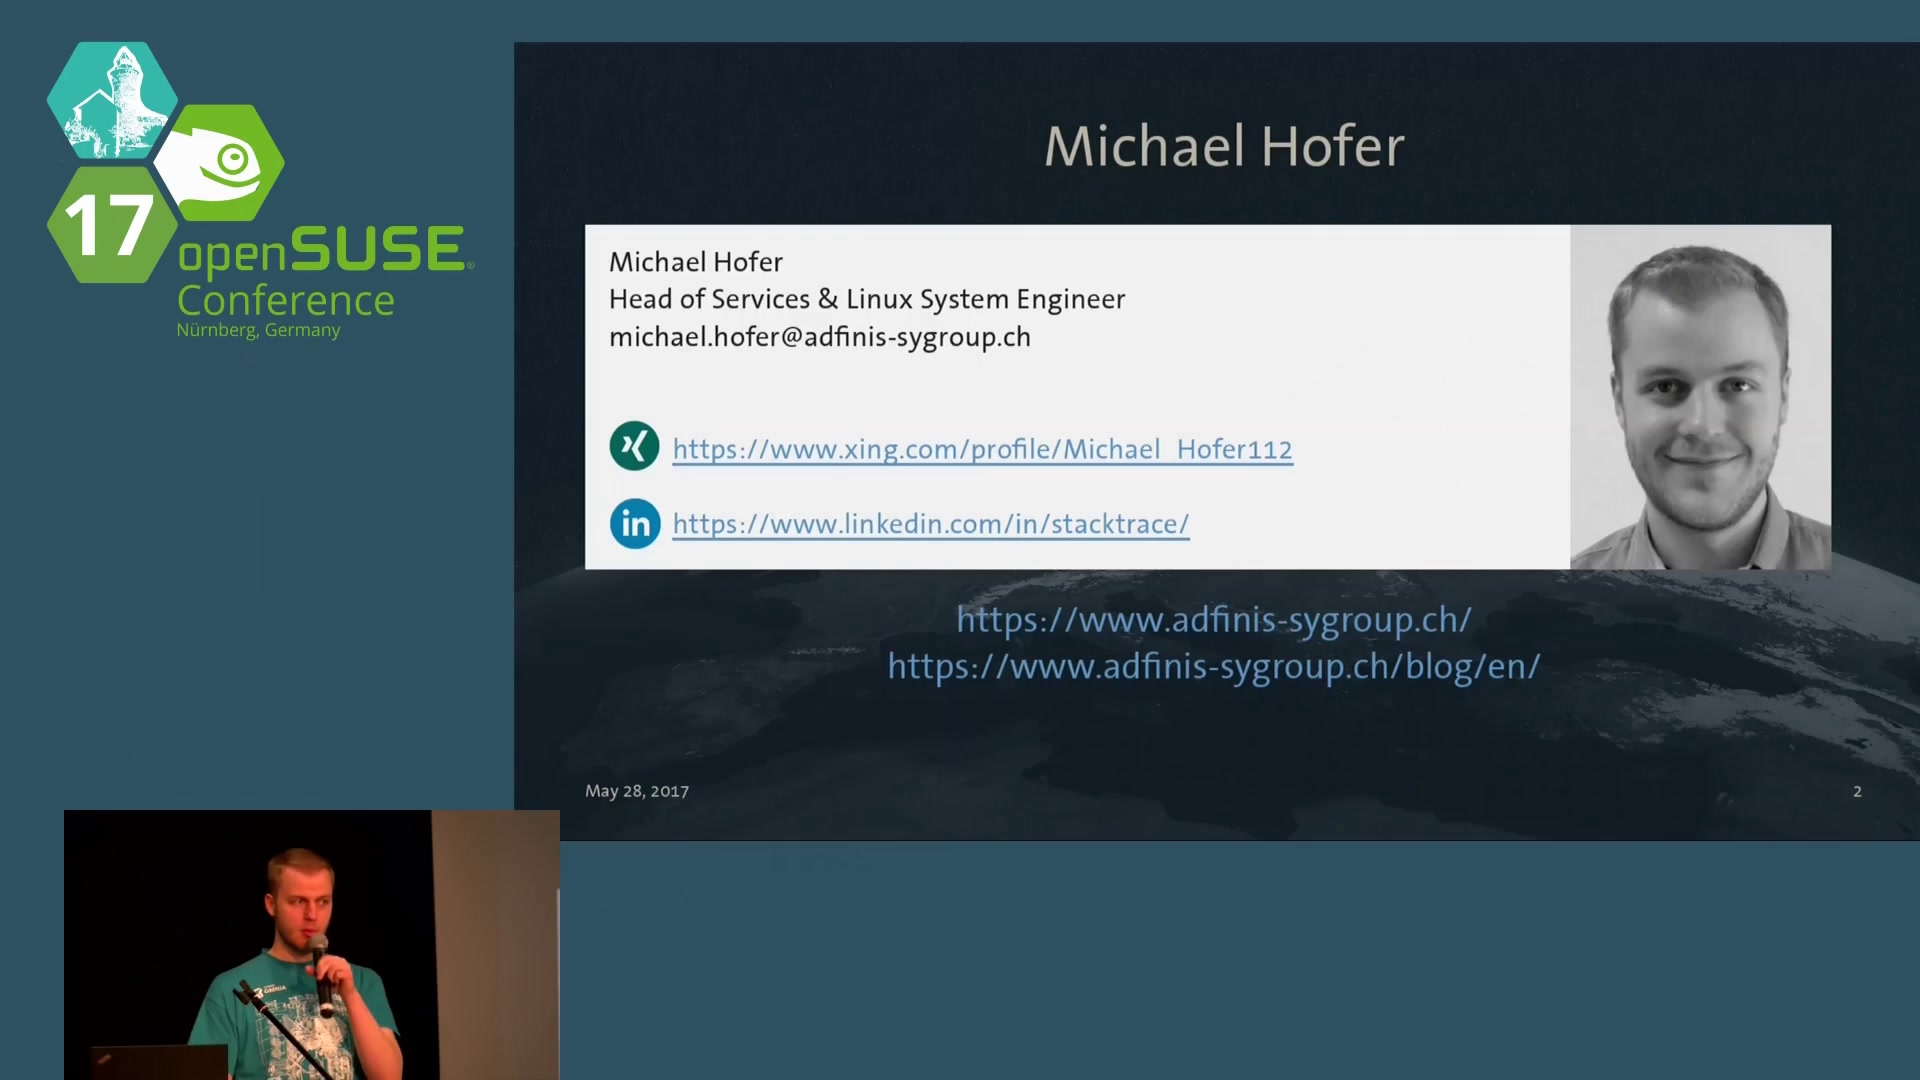 17
openSUSE
Conference
Nürnberg, Germany
Michael Hofer
Michael Hofer
Head of Services & Linux System Engineer
michael.hofer@adfinis-sygroup.ch
https://www.xing.com/profile/Michael_Hofer112
in
https://www.linkedin.com/in/stacktrace/
https://www.adfinis-sygroup.ch/
https://www.adfinis-sygroup.ch/blog/en/
May 28, 2017
2
OMNIA